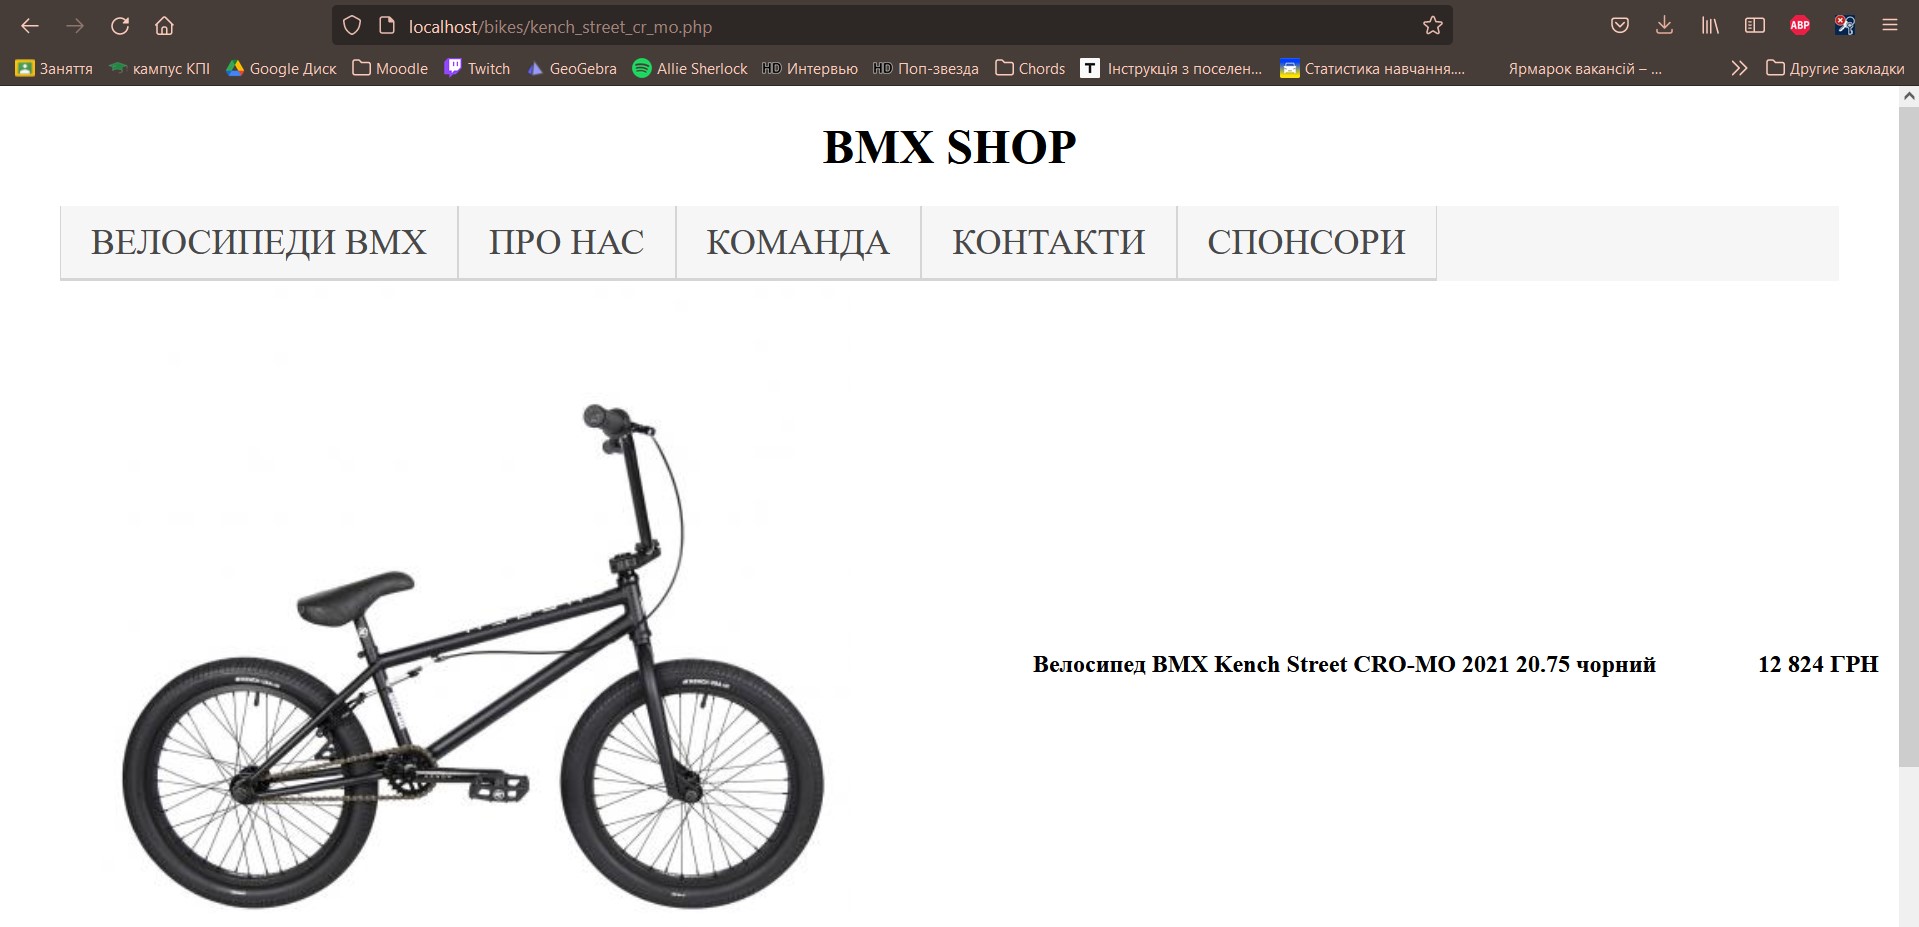 localhost/bikes/kench_street_cr_mo.php
ABP
Заняття кампус КПІ Google Диск Moodle Twitch GeoGebra Allie Sherlock HD Интервью HD Поп-звезда Chords T Інструкція з поселен... Статистика навчання.... Ярмарок вакансій – ... Другие закладки
BMX SHOP
ВЕЛОСИПЕДИ BMX ПРО НАС КОМАНДА КОНТАКТИ СПОНСОРИ
Велосипед BMX Kench Street CRO-MO 2021 20.75 чорний 12 824 ГРН